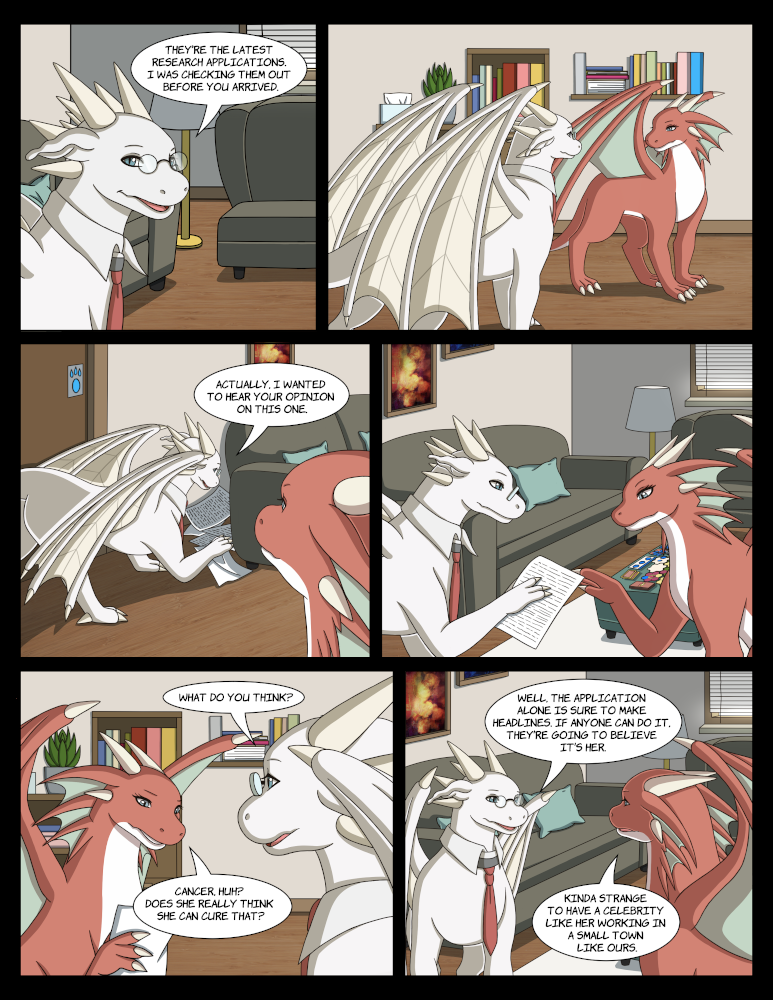 THEY'RE THE LATEST
RESEARCH APPLICATIONS.
I WAS CHECKING THEM OUT
BEFORE YOU ARRIVED.
ACTUALLY, I WANTED
TO HEAR YOUR OPINION
ON THIS ONE.
WHAT DO YOU THINK?
CANCER, HUH?
DOES SHE REALLY THINK
SHE CAN CURE THAT?
WELL, THE APPLICATION
ALONE IS SURE TO MAKE
HEADLINES. IF ANYONE CAN DO IT,
THEY'RE GOING TO BELIEVE
IT'S HER.
KINDA STRANGE
TO HAVE A CELEBRITY
LIKE HER WORKING IN
A SMALL TOWN
LIKE OURS.